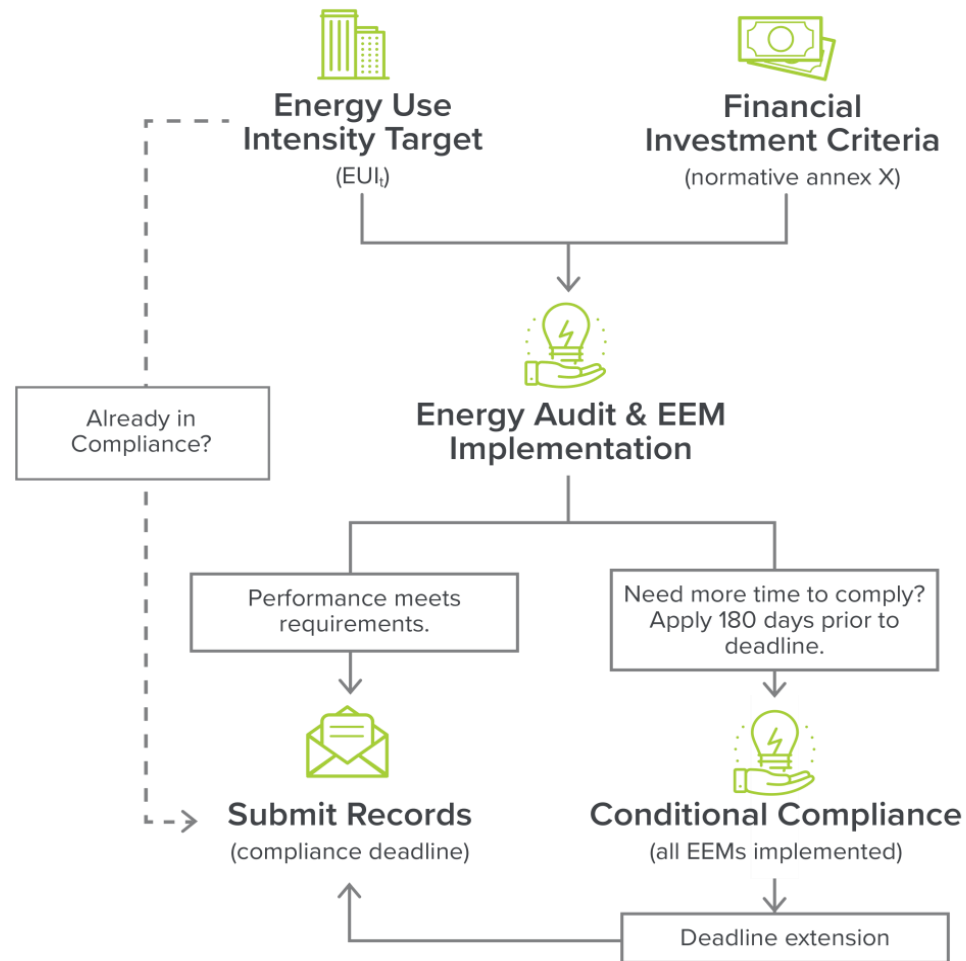 Energy Use
Intensity Target
(EUIₜ)
Financial
Investment Criteria
(normative annex X)
Already in
Compliance?
Energy Audit & EEM
Implementation
Performance meets
requirements.
Need more time to comply?
Apply 180 days prior to
deadline.
Submit Records
(compliance deadline)
Conditional Compliance
(all EEMs implemented)
Deadline extension